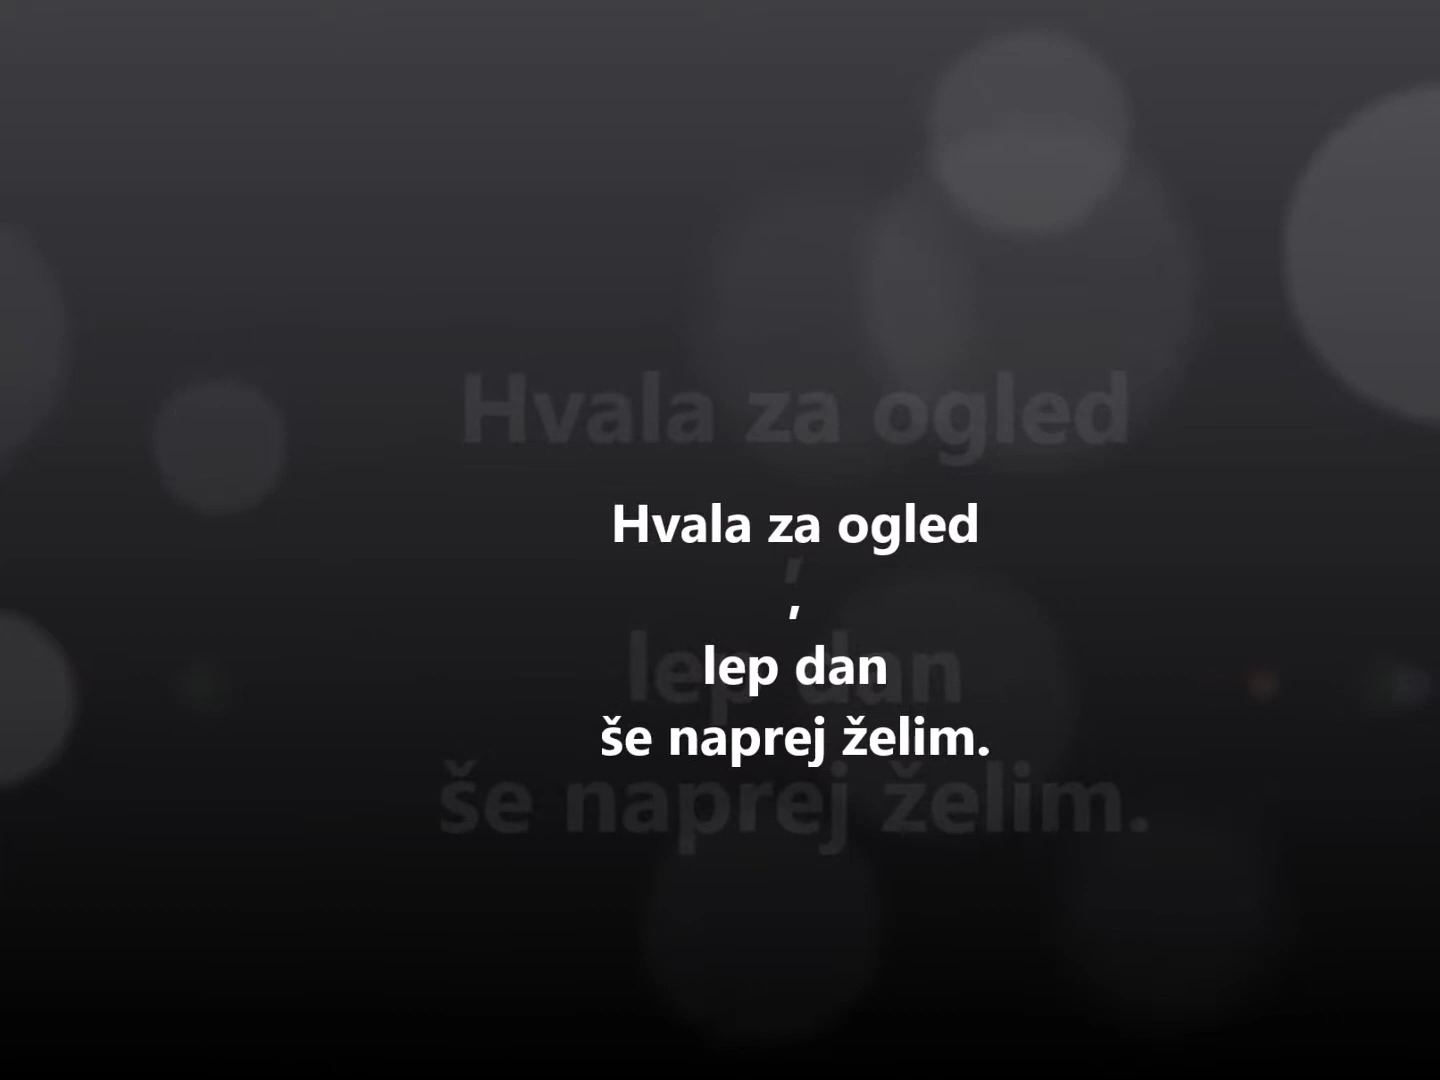 Hvala za ogled
Hvala za ogled
,
,
lep dan
lep dan
še naprej želim.
še naprej želim.